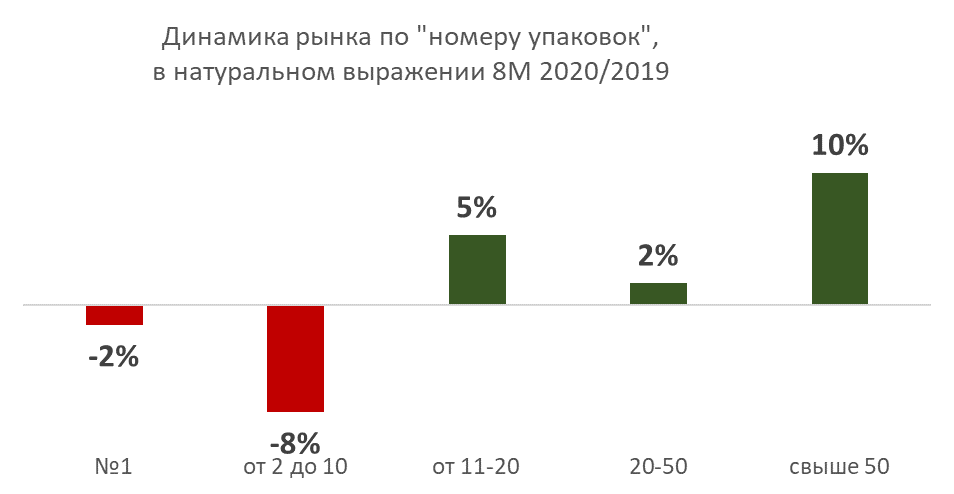 Динамика рынка по "номеру упаковок",
в натуральном выражении 8М 2020/2019
10%
5%
2%
-2%
-8%
№1
от 2 до 10
от 11-20
20-50
свыше 50